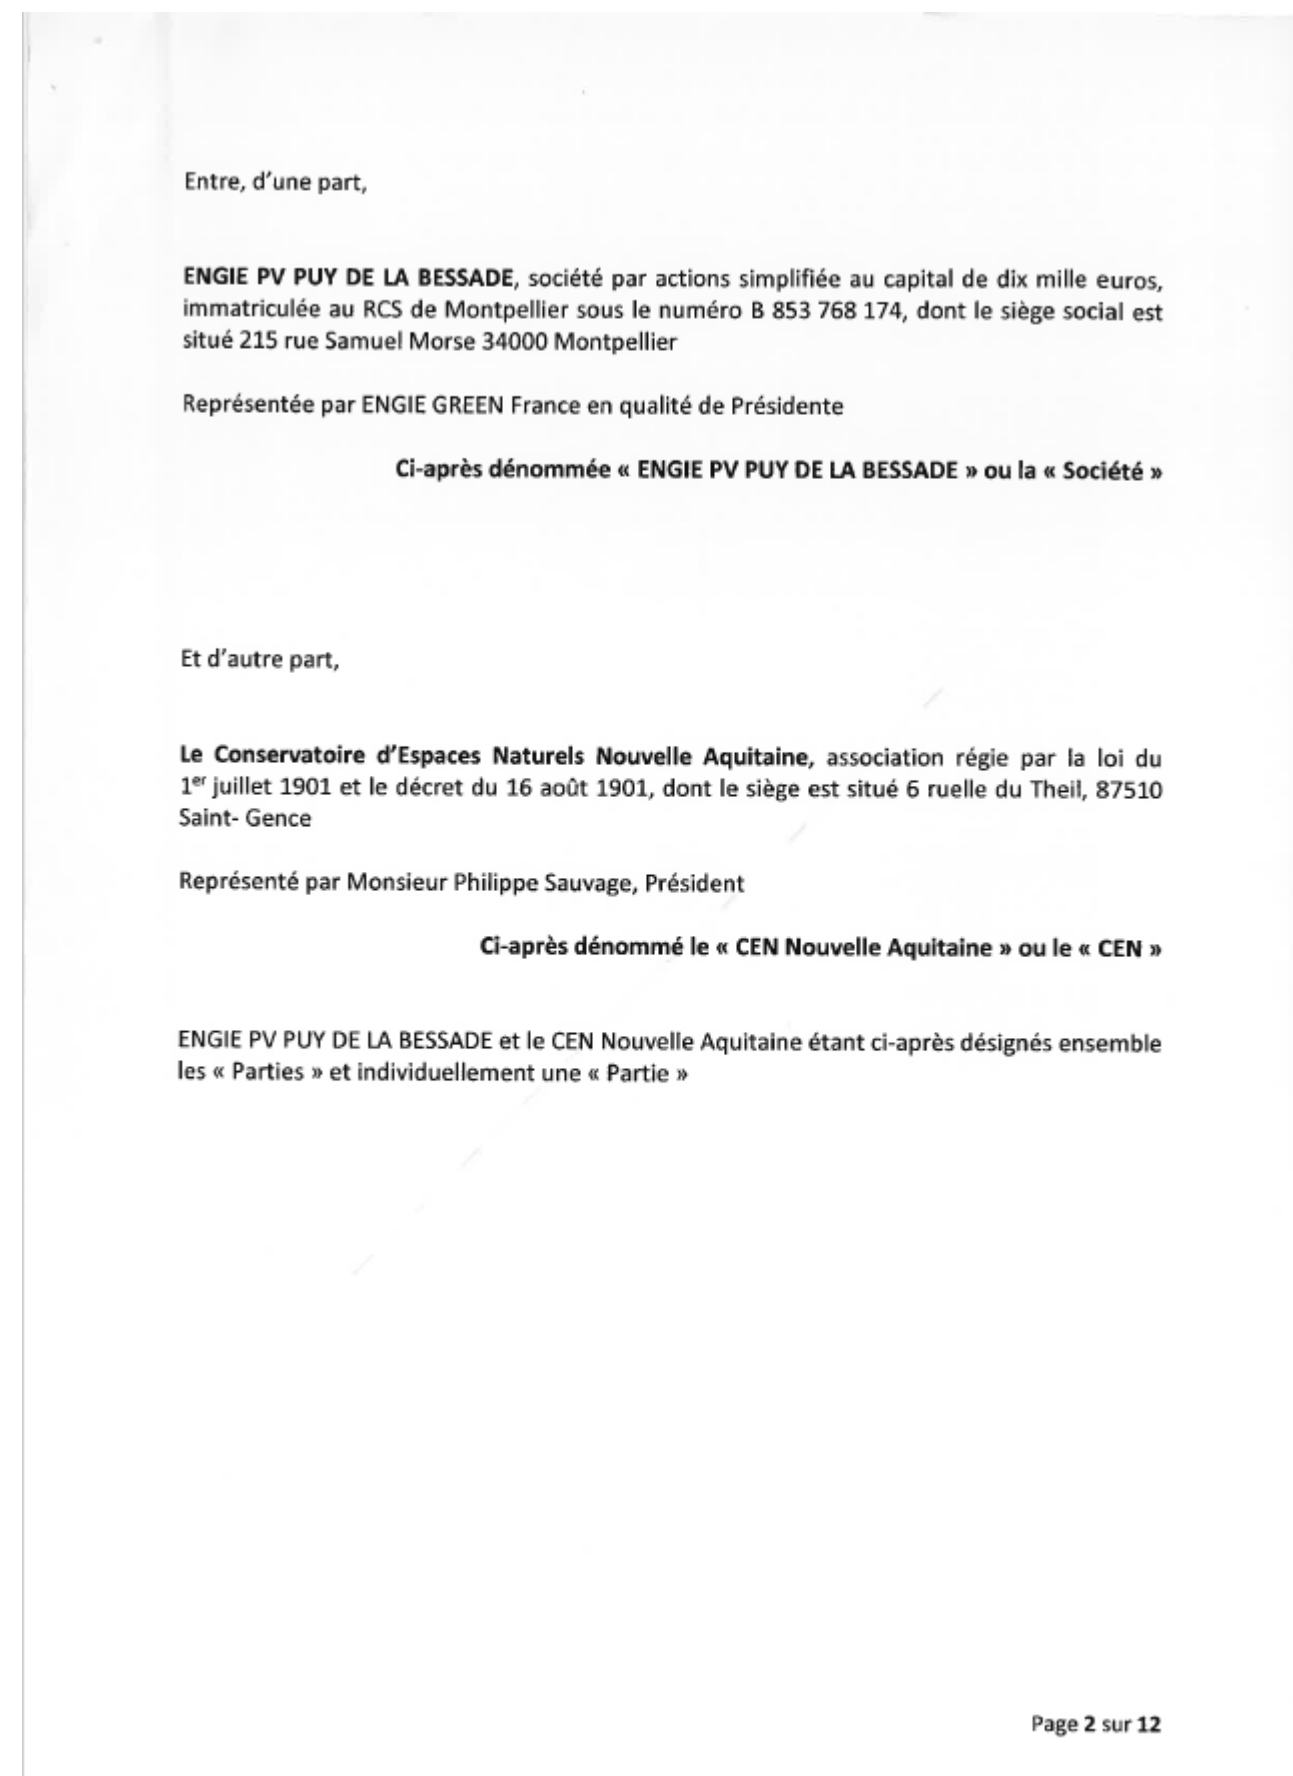 Entre, d'une part,
ENGIE PV PUY DE LA BESSADE, société par actions simplifiée au capital de dix mille euros,
immatriculée au RCS de Montpellier sous le numéro B 853 768 174, dont le siège social est
situé 215 rue Samuel Morse 34000 Montpellier
Représentée par ENGIE GREEN France en qualité de Présidente
Ci-après dénommée « ENGIE PV PUY DE LA BESSADE » ou la « Société »
Et d'autre part,
Le Conservatoire d'Espaces Naturels Nouvelle Aquitaine, association régie par la loi du
1er juillet 1901 et le décret du 16 août 1901, dont le siège est situé 6 ruelle du Theil, 87510
Saint- Gence
Représenté par Monsieur Philippe Sauvage, Président
Ci-après dénommé le « CEN Nouvelle Aquitaine » ou le « CEN »
ENGIE PV PUY DE LA BESSADE et le CEN Nouvelle Aquitaine étant ci-après désignés ensemble
les « Parties » et individuellement une « Partie »
Page 2 sur 12